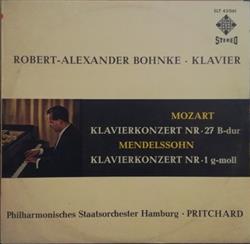 STEREO
ROBERT-ALEXANDER BOHNKE · KLAVIER
MOZART
KLAVIERKONZERT NR·27 B-dur
MENDELSSOHN
KLAVIERKONZERT NR·1 g-moll
Philharmonisches Staatsorchester Hamburg · PRITCHARD